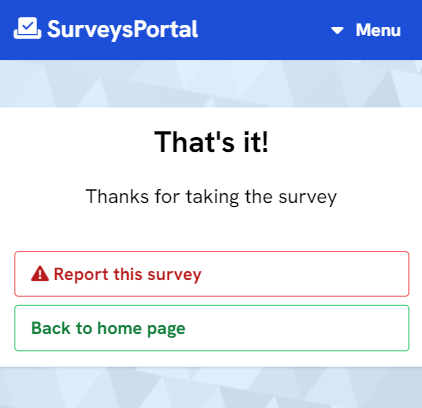 SurveysPortal
Menu
That's it!
Thanks for taking the survey
Report this survey
Back to home page